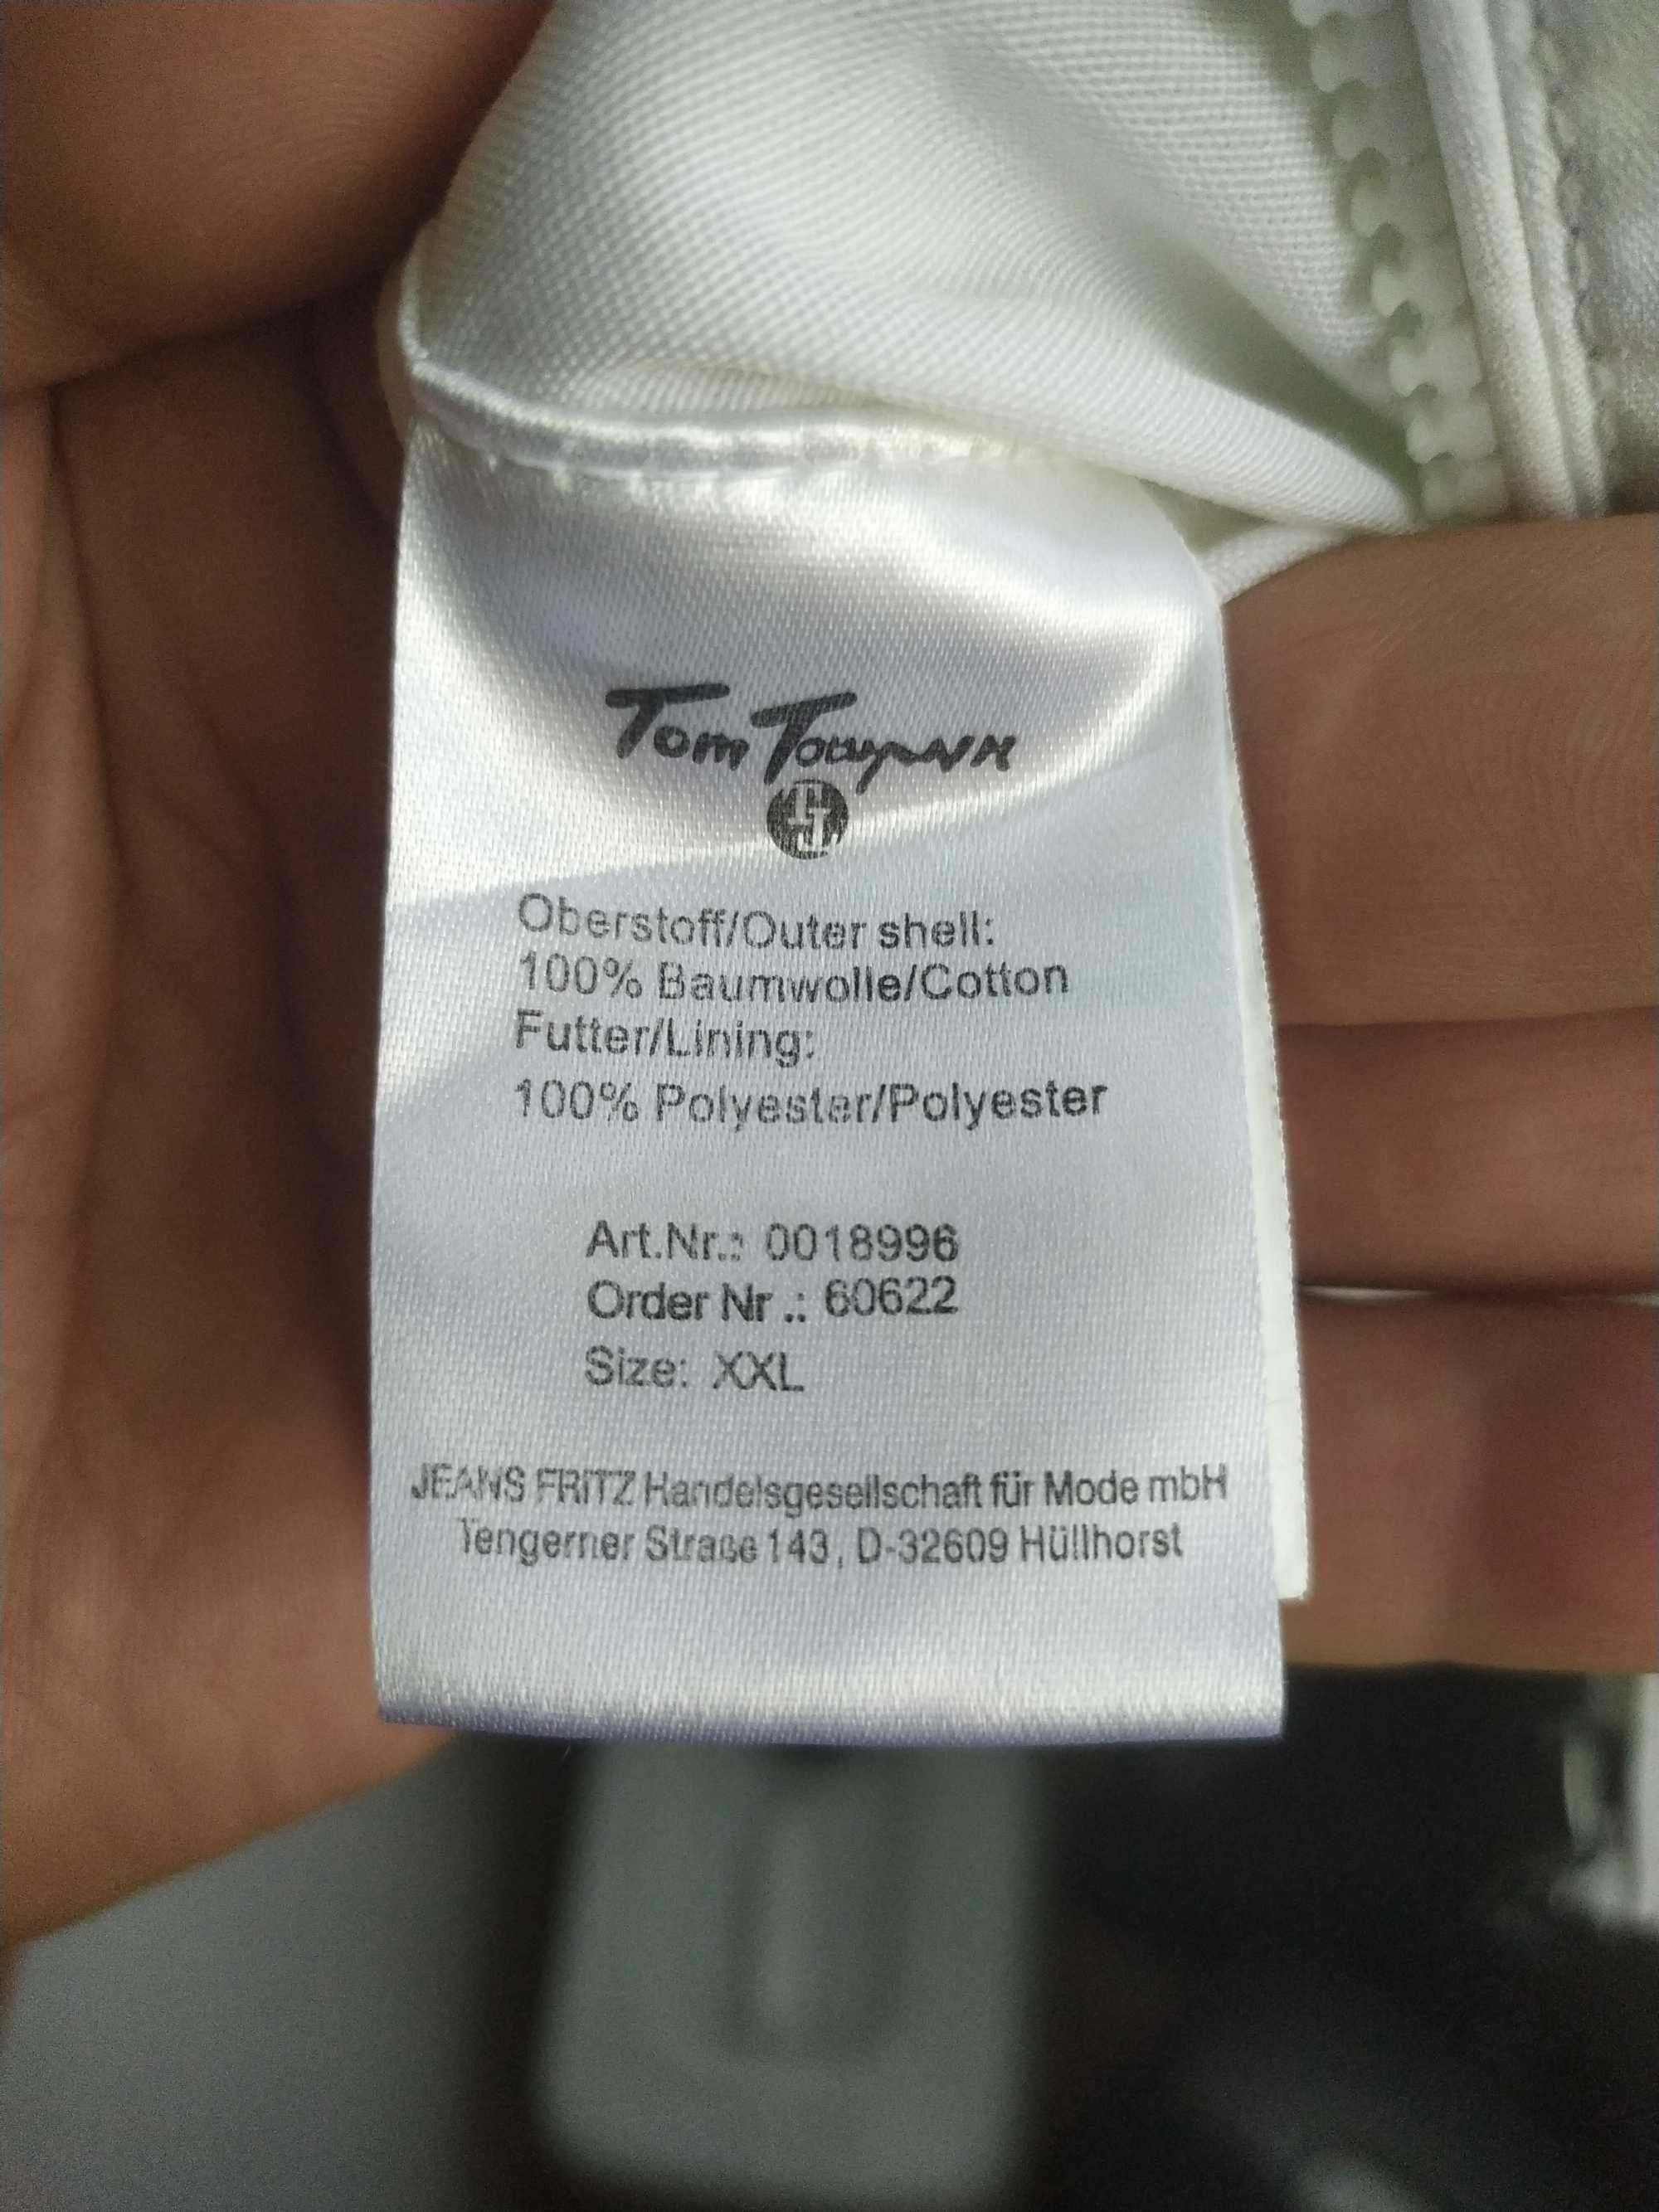 Tom Tompson
Oberstoff/Outer shell:
100% Baumwolle/Cotton
Futter/Lining:
100% Polyester/Polyester
Art.Nr.: 0018996
Order Nr .: 60622
Size: XXL
JEANS FRITZ Handelsgesellschaft für Mode mbH
Tengerner Straße 143, D-32609 Hüllhorst